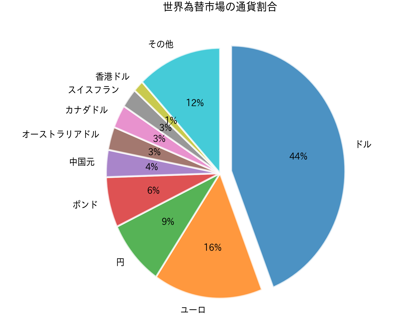 世界為替市場の通貨割合
その他
香港ドル
スイスフラン
カナダドル
オーストラリアドル
中国元
ポンド
円
ユーロ
ドル
12%
1%
3%
3%
3%
4%
6%
9%
16%
44%